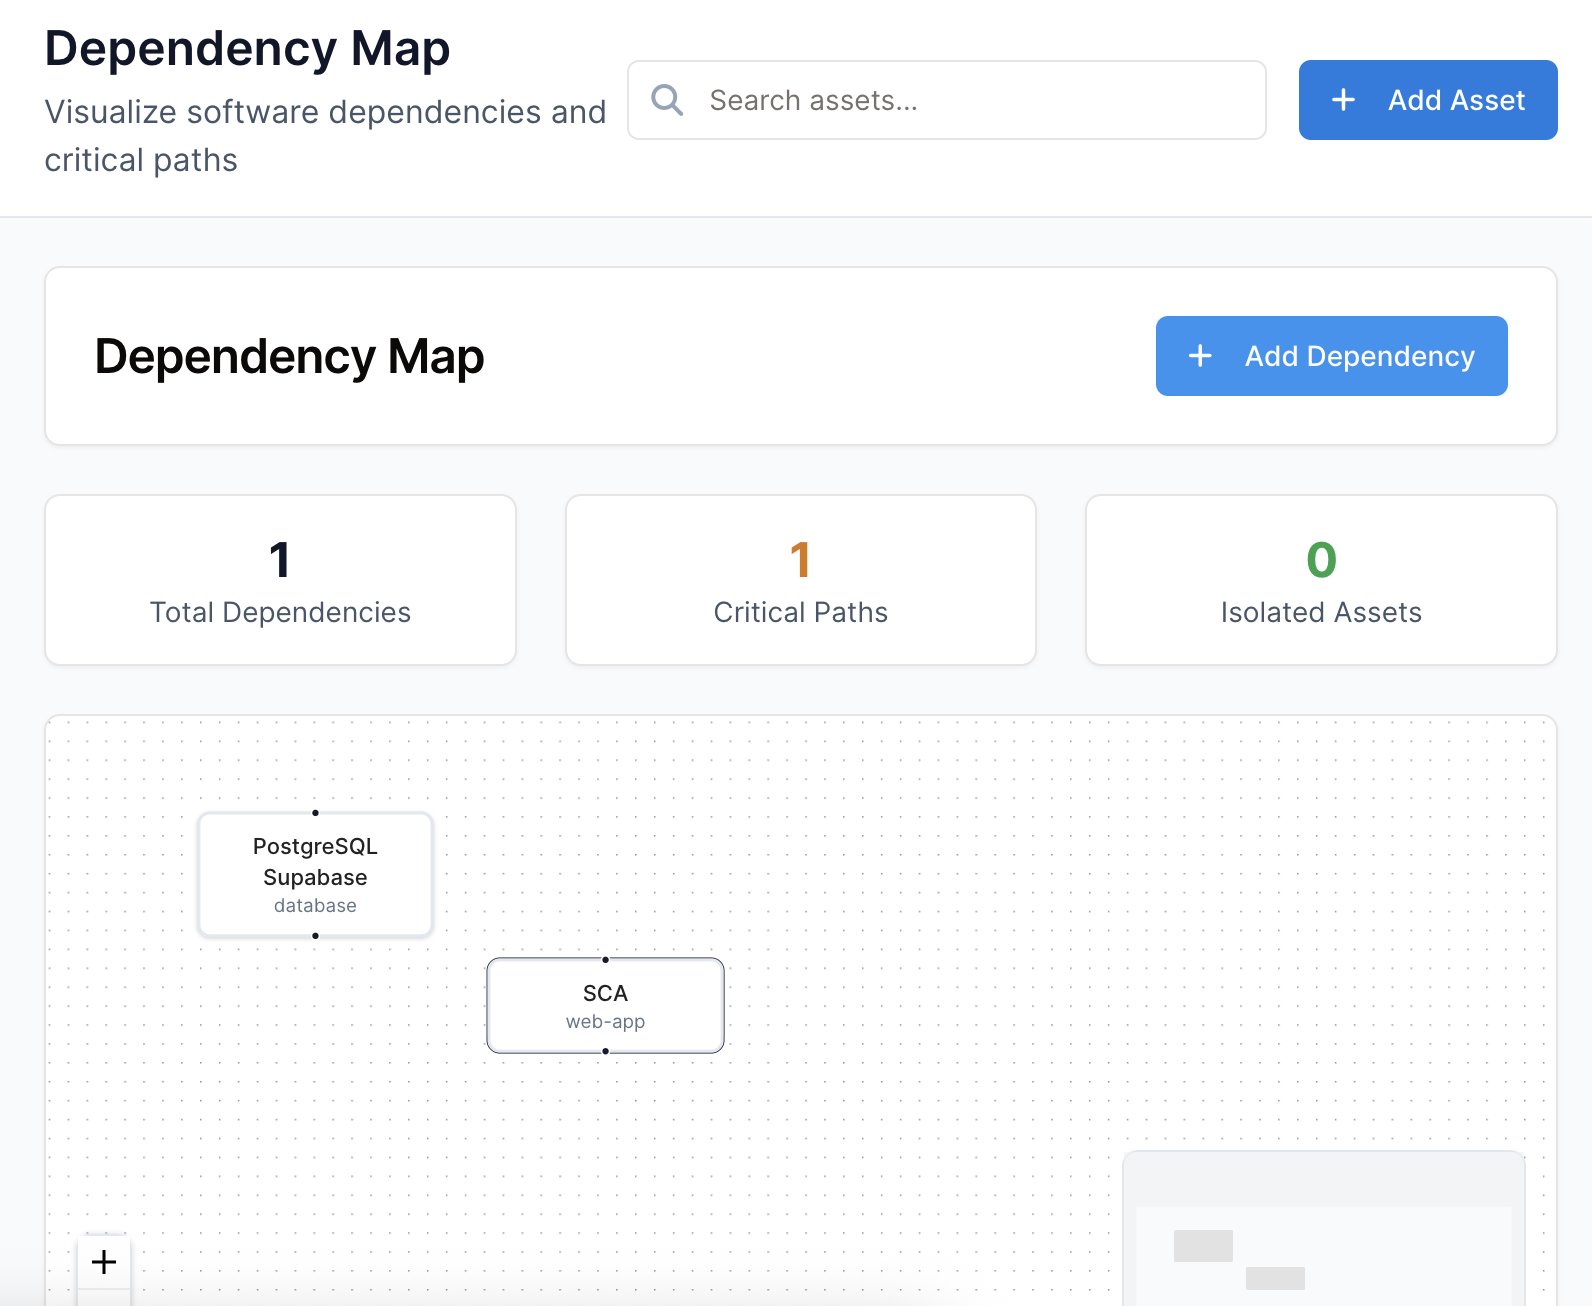 Dependency Map
Visualize software dependencies and
critical paths
Search assets...
+ Add Asset
Dependency Map
+ Add Dependency
1
Total Dependencies
1
Critical Paths
0
Isolated Assets
PostgreSQL
Supabase
database
SCA
web-app
+